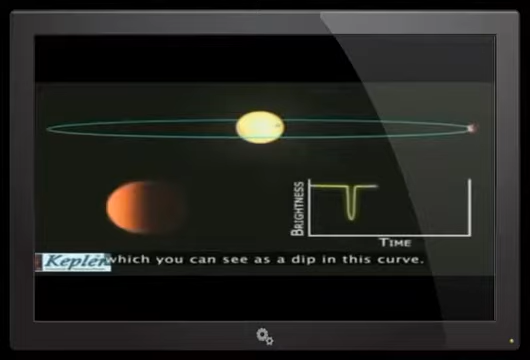 BRIGHTNESS
TIME
Kepler
which you can see as a dip in this curve.